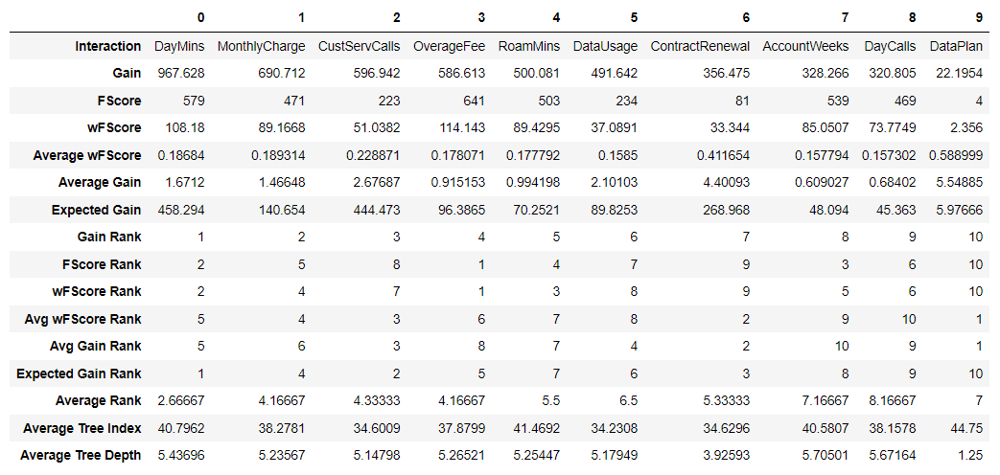 0 1 2 3 4 5 6 7 8 9
Interaction DayMins MonthlyCharge CustServCalls OverageFee RoamMins DataUsage ContractRenewal AccountWeeks DayCalls DataPlan
Gain 967.628 690.712 596.942 586.613 500.081 491.642 356.475 328.266 320.805 22.1954
FScore 579 471 223 641 503 234 81 539 469 4
wFScore 108.18 89.1668 51.0382 114.143 89.4295 37.0891 33.344 85.0507 73.7749 2.356
Average wFScore 0.18684 0.189314 0.228871 0.178071 0.177792 0.1585 0.411654 0.157794 0.157302 0.588999
Average Gain 1.6712 1.46648 2.67687 0.915153 0.994198 2.10103 4.40093 0.609027 0.68402 5.54885
Expected Gain 458.294 140.654 444.473 96.3865 70.2521 89.8253 268.968 48.094 45.363 5.97666
Gain Rank 1 2 3 4 5 6 7 8 9 10
FScore Rank 2 5 8 1 4 7 9 3 6 10
wFScore Rank 2 4 7 1 3 8 9 5 6 10
Avg wFScore Rank 5 4 3 6 7 8 2 9 10 1
Avg Gain Rank 5 6 3 8 7 4 2 10 9 1
Expected Gain Rank 1 4 2 5 7 6 3 8 9 10
Average Rank 2.66667 4.16667 4.33333 4.16667 5.5 6.5 5.33333 7.16667 8.16667 7
Average Tree Index 40.7962 38.2781 34.6009 37.8799 41.4692 34.2308 34.6296 40.5807 38.1578 44.75
Average Tree Depth 5.43696 5.23567 5.14798 5.26521 5.25447 5.17949 3.92593 5.70501 5.67164 1.25